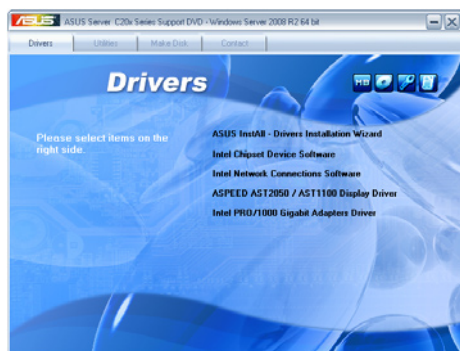 ASUS ASUS Server C20x Series Support DVD - Windows Server 2008 R2 64 bit
Drivers Utilities Make Disk Contact
Drivers
Please select items on the
right side.
ASUS InstAll - Drivers Installation Wizard
Intel Chipset Device Software
Intel Network Connections Software
ASPEED AST2050 / AST1100 Display Driver
Intel PRO/1000 Gigabit Adapters Driver